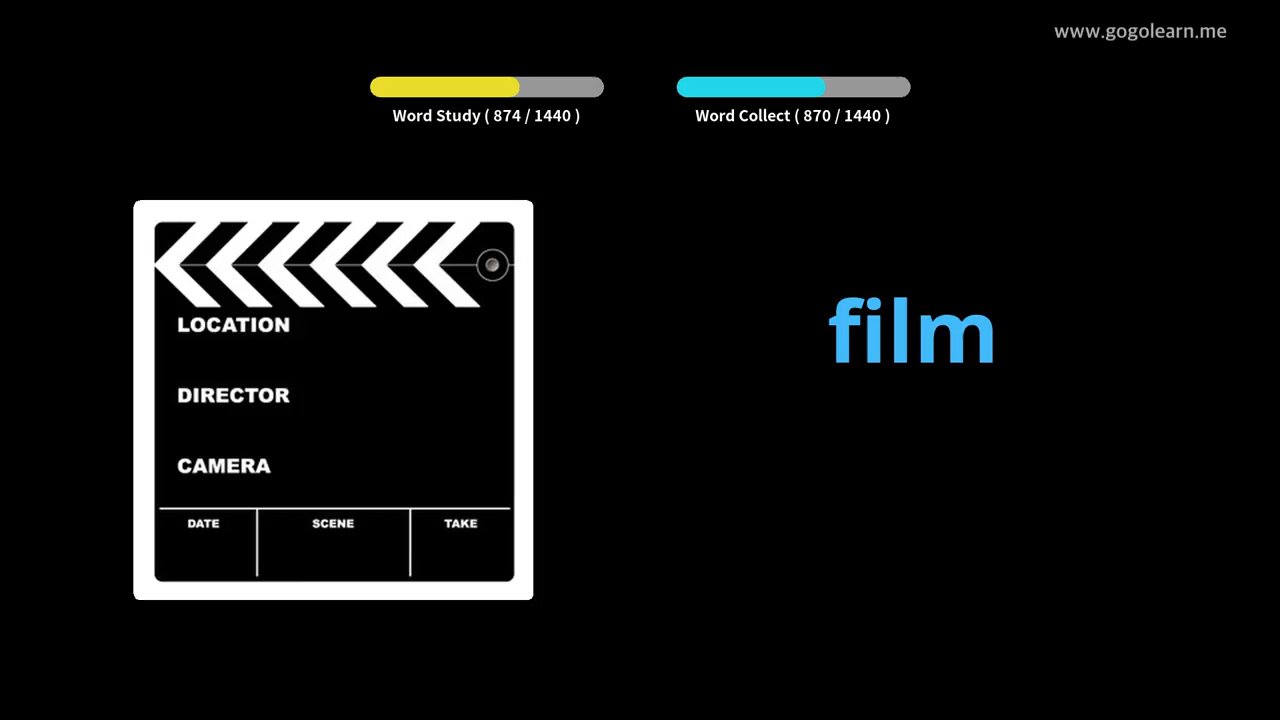 www.gogolearn.me
Word Study ( 874 / 1440 )
Word Collect ( 870 / 1440 )
LOCATION
DIRECTOR
CAMERA
DATE
SCENE
TAKE
film